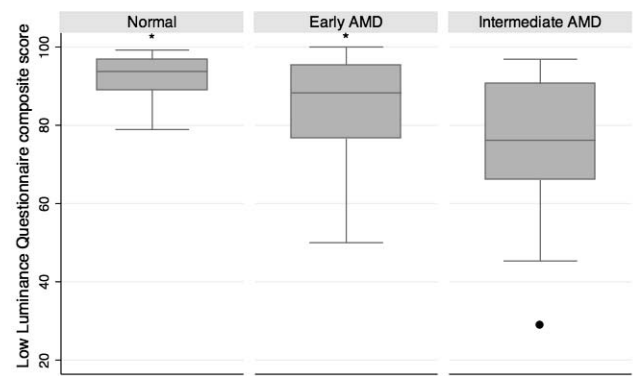 Normal
Early AMD
Intermediate AMD
*
*
Low Luminance Questionnaire composite score
100
80
60
40
20